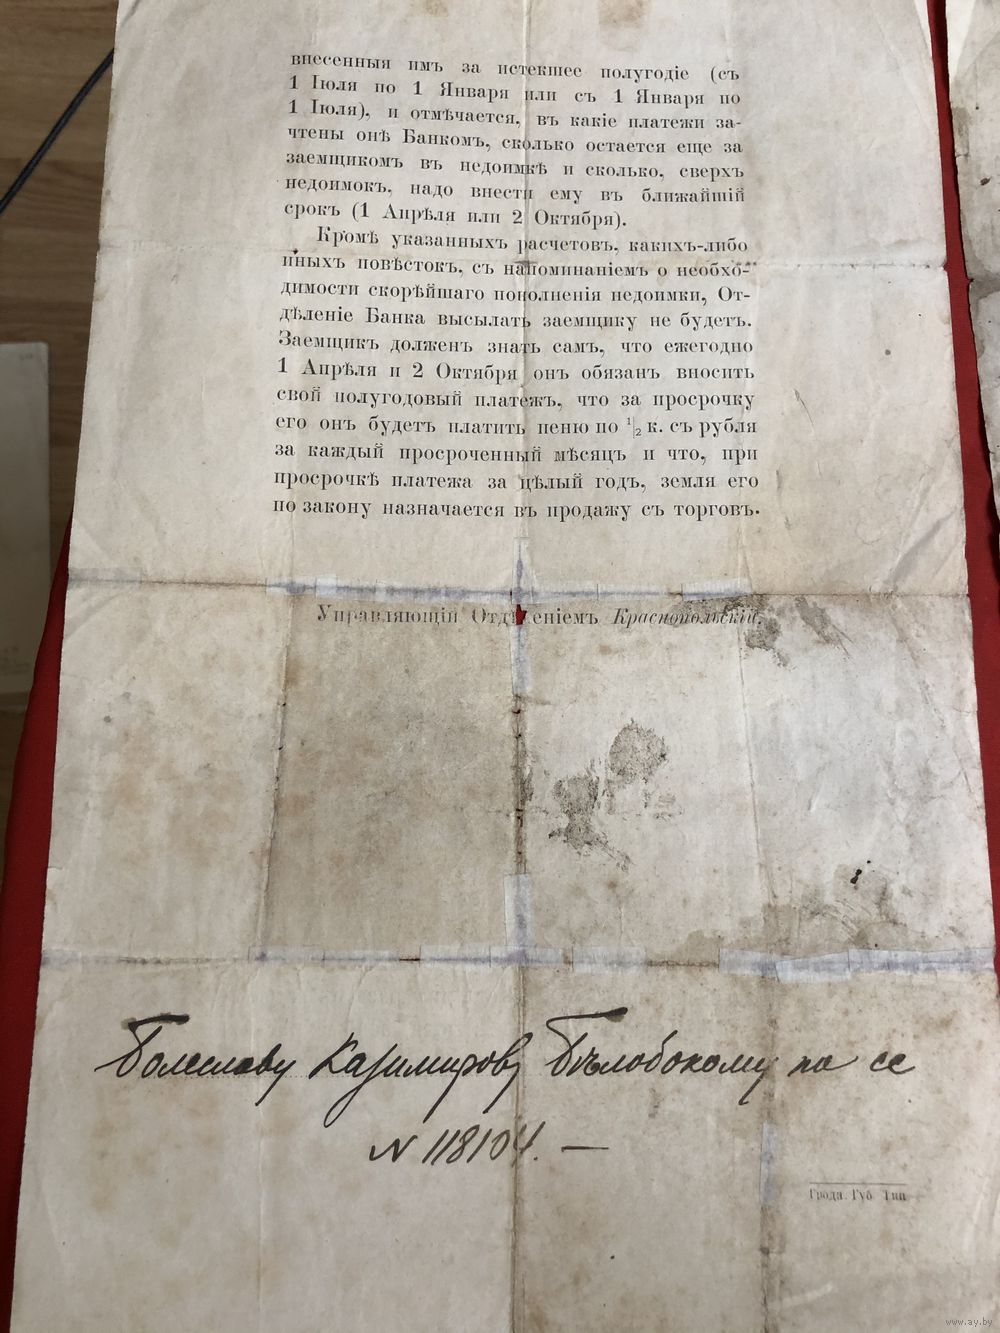 внесенныя имъ за истекшее полугодіе (съ
1 Іюля по 1 Января или съ 1 Января по
1 Іюля), и отмѣчается, въ какіе платежи за-
чтены онѣ Банкомъ, сколько остается еще за
заемщикомъ въ недоимкѣ и сколько, сверхъ
недоимокъ, надо внести ему въ ближайшій
срокъ (1 Апрѣля или 2 Октября).
Кромѣ указанныхъ расчетовъ, какихъ-либо
иныхъ повѣстокъ, съ напоминаніемъ о необхо-
димости скорѣйшаго пополненія недоимки, От-
дѣленіе Банка высылать заемщику не будетъ.
Заемщикъ долженъ знать самъ, что ежегодно
1 Апрѣля и 2 Октября онъ обязанъ вносить
свой полугодовый платежъ, что за просрочку
его онъ будетъ платить пеню по 1/2 к. съ рубля
за каждый просроченный мѣсяцъ и что, при
просрочкѣ платежа за цѣлый годъ, земля его
по закону назначается въ продажу съ торговъ.
Управляющій Отдѣленіемъ Краснопольскій.
Болеславу Казимирову Бѣлобокому по се
N 118104. —
Гродн. Губ. Тип.
www.ay.by